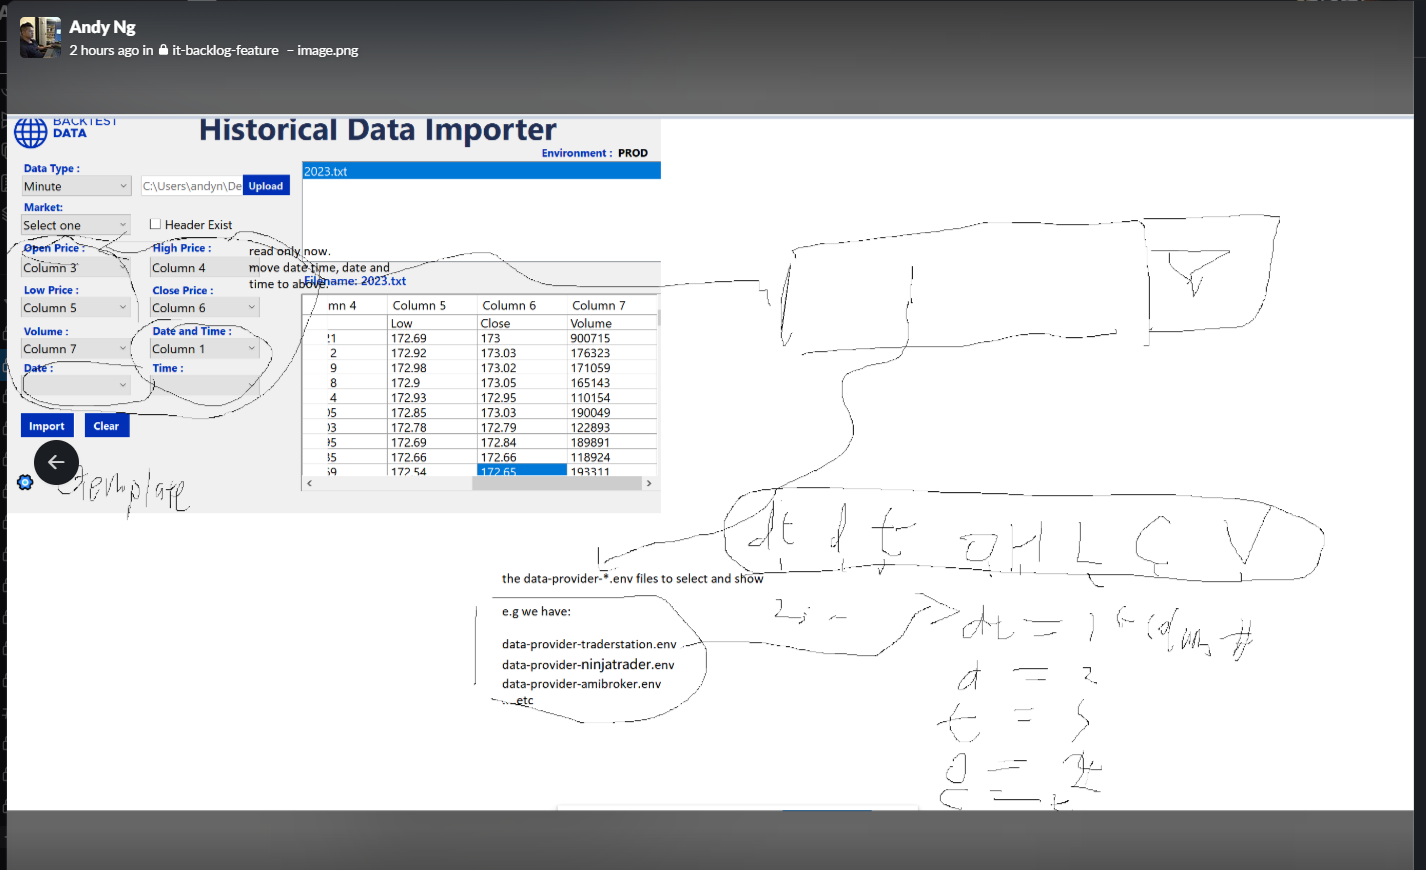 Andy Ng
2 hours ago in it-backlog-feature – image.png
BACKTEST
DATA
Historical Data Importer
Environment : PROD
Data Type :
Minute
C:\Users\andyn\De
Upload
2023.txt
Market:
Select one
Header Exist
Open Price :
High Price :
read only now.
Column 3
Column 4
move date time, date and
time to above.
Filename: 2023.txt
Low Price :
Close Price :
Column 5
Column 6
Volume :
Date and Time :
Column 7
Column 1
Date :
Time :
Import
Clear
template
mn 4 Column 5 Column 6 Column 7
Low Close Volume
!1 172.69 173 900715
2 172.92 173.03 176323
9 172.98 173.02 171059
8 172.9 173.05 165143
4 172.93 172.95 110154
)5 172.85 173.03 190049
)3 172.78 172.79 122893
)5 172.69 172.84 189891
!5 172.66 172.66 118924
i9 172.54 172.65 193311
dt d t O H L C V
the data-provider-*.env files to select and show
e.g we have:
data-provider-traderstation.env
data-provider-ninjatrader.env
data-provider-amibroker.env
etc
dt = 1
d = 2
t = 3
O =